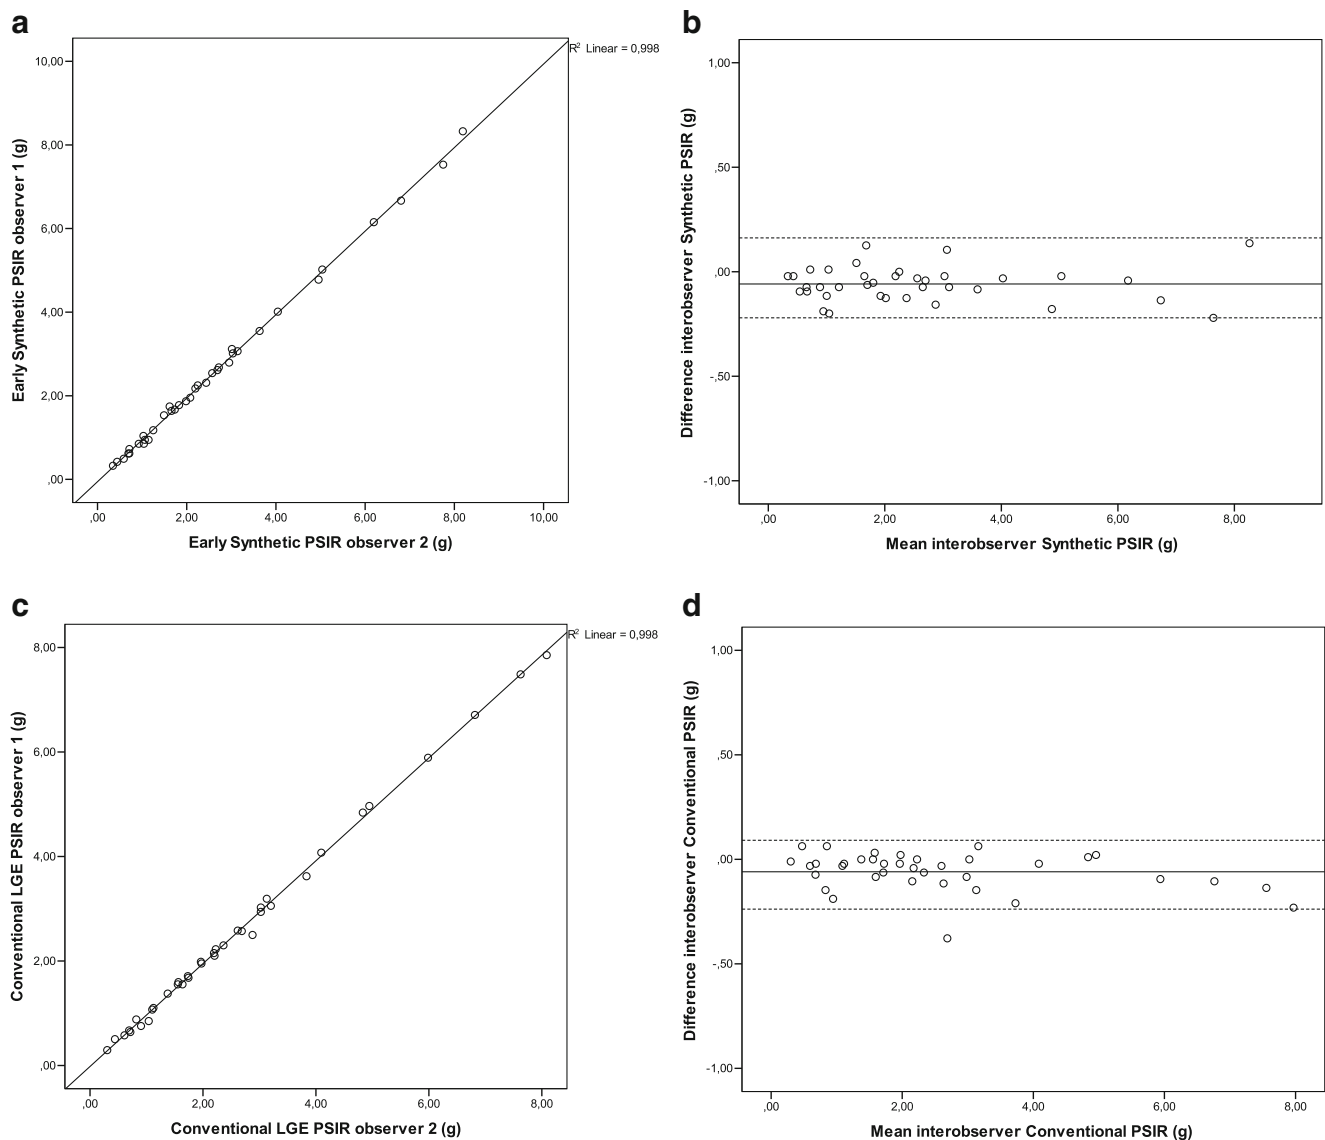 a
R² Linear = 0,998
10,00
8,00
6,00
4,00
2,00
,00
Early Synthetic PSIR observer 1 (g)
,00 2,00 4,00 6,00 8,00 10,00
Early Synthetic PSIR observer 2 (g)
b
1,00
,50
,00
-,50
-1,00
Difference interobserver Synthetic PSIR (g)
,00 2,00 4,00 6,00 8,00
Mean interobserver Synthetic PSIR (g)
c
R² Linear = 0,998
8,00
6,00
4,00
2,00
,00
Conventional LGE PSIR observer 1 (g)
,00 2,00 4,00 6,00 8,00
Conventional LGE PSIR observer 2 (g)
d
1,00
,50
,00
-,50
-1,00
Difference interobserver Conventional PSIR (g)
,00 2,00 4,00 6,00 8,00
Mean interobserver Conventional PSIR (g)